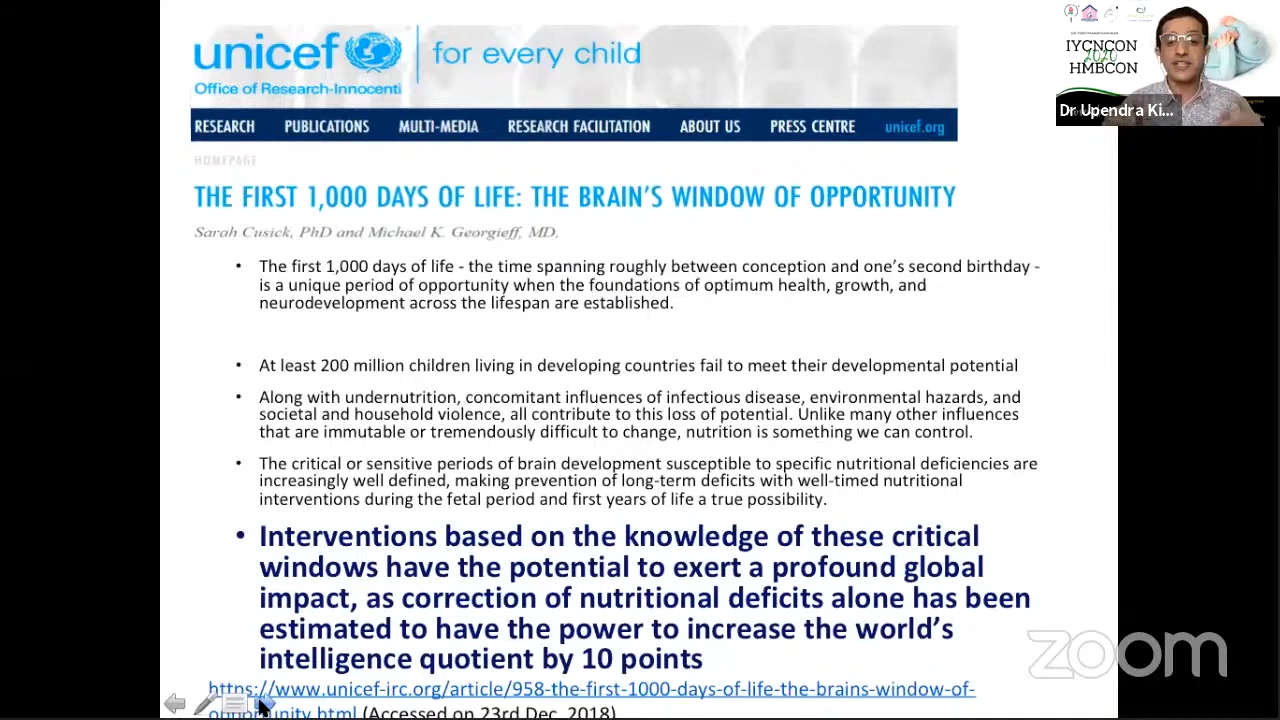 unicef for every child
Office of Research-Innocenti
RESEARCH PUBLICATIONS MULTI-MEDIA RESEARCH FACILITATION ABOUT US PRESS CENTRE unicef.org
HOMEPAGE
THE FIRST 1,000 DAYS OF LIFE: THE BRAIN'S WINDOW OF OPPORTUNITY
Sarah Cusick, PhD and Michael K. Georgieff, MD.
• The first 1,000 days of life - the time spanning roughly between conception and one's second birthday -
is a unique period of opportunity when the foundations of optimum health, growth, and
neurodevelopment across the lifespan are established.
• At least 200 million children living in developing countries fail to meet their developmental potential
• Along with undernutrition, concomitant influences of infectious disease, environmental hazards, and
societal and household violence, all contribute to this loss of potential. Unlike many other influences
that are immutable or tremendously difficult to change, nutrition is something we can control.
• The critical or sensitive periods of brain development susceptible to specific nutritional deficiencies are
increasingly well defined, making prevention of long-term deficits with well-timed nutritional
interventions during the fetal period and first years of life a true possibility.
• Interventions based on the knowledge of these critical
windows have the potential to exert a profound global
impact, as correction of nutritional deficits alone has been
estimated to have the power to increase the world's
intelligence quotient by 10 points
https://www.unicef-irc.org/article/958-the-first-1000-days-of-life-the-brains-window-of-
opportunity.html (Accessed on 23rd Dec, 2018)
IYCNCON
2020
HMBCON
Dr Upendra Ki...
zoom